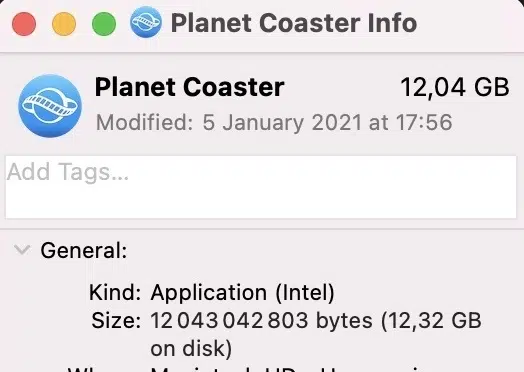 Planet Coaster Info
Planet Coaster 12,04 GB
Modified: 5 January 2021 at 17:56
Add Tags...
General:
Kind: Application (Intel)
Size: 12 043 042 803 bytes (12,32 GB
on disk)